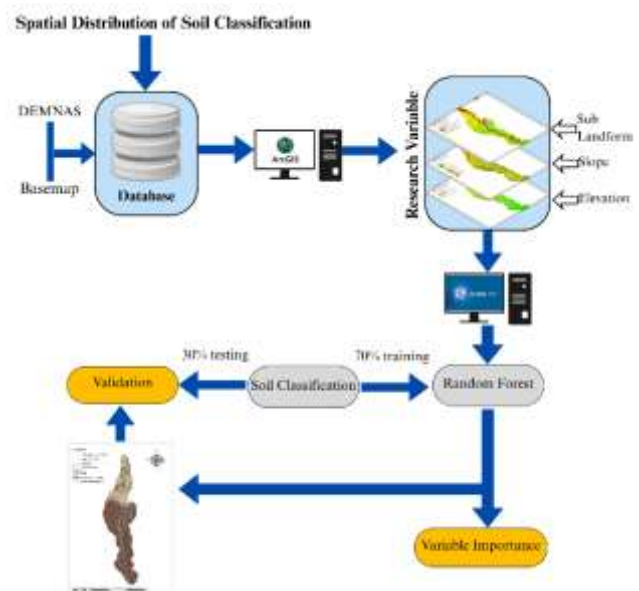 Spatial Distribution of Soil Classification
DEMNAS
Basemap
Database
ArcGIS
Research Variable
Sub
Landform
Slope
Elevation
30% testing
70% training
Validation
Soil Classification
Random Forest
Variable Importance